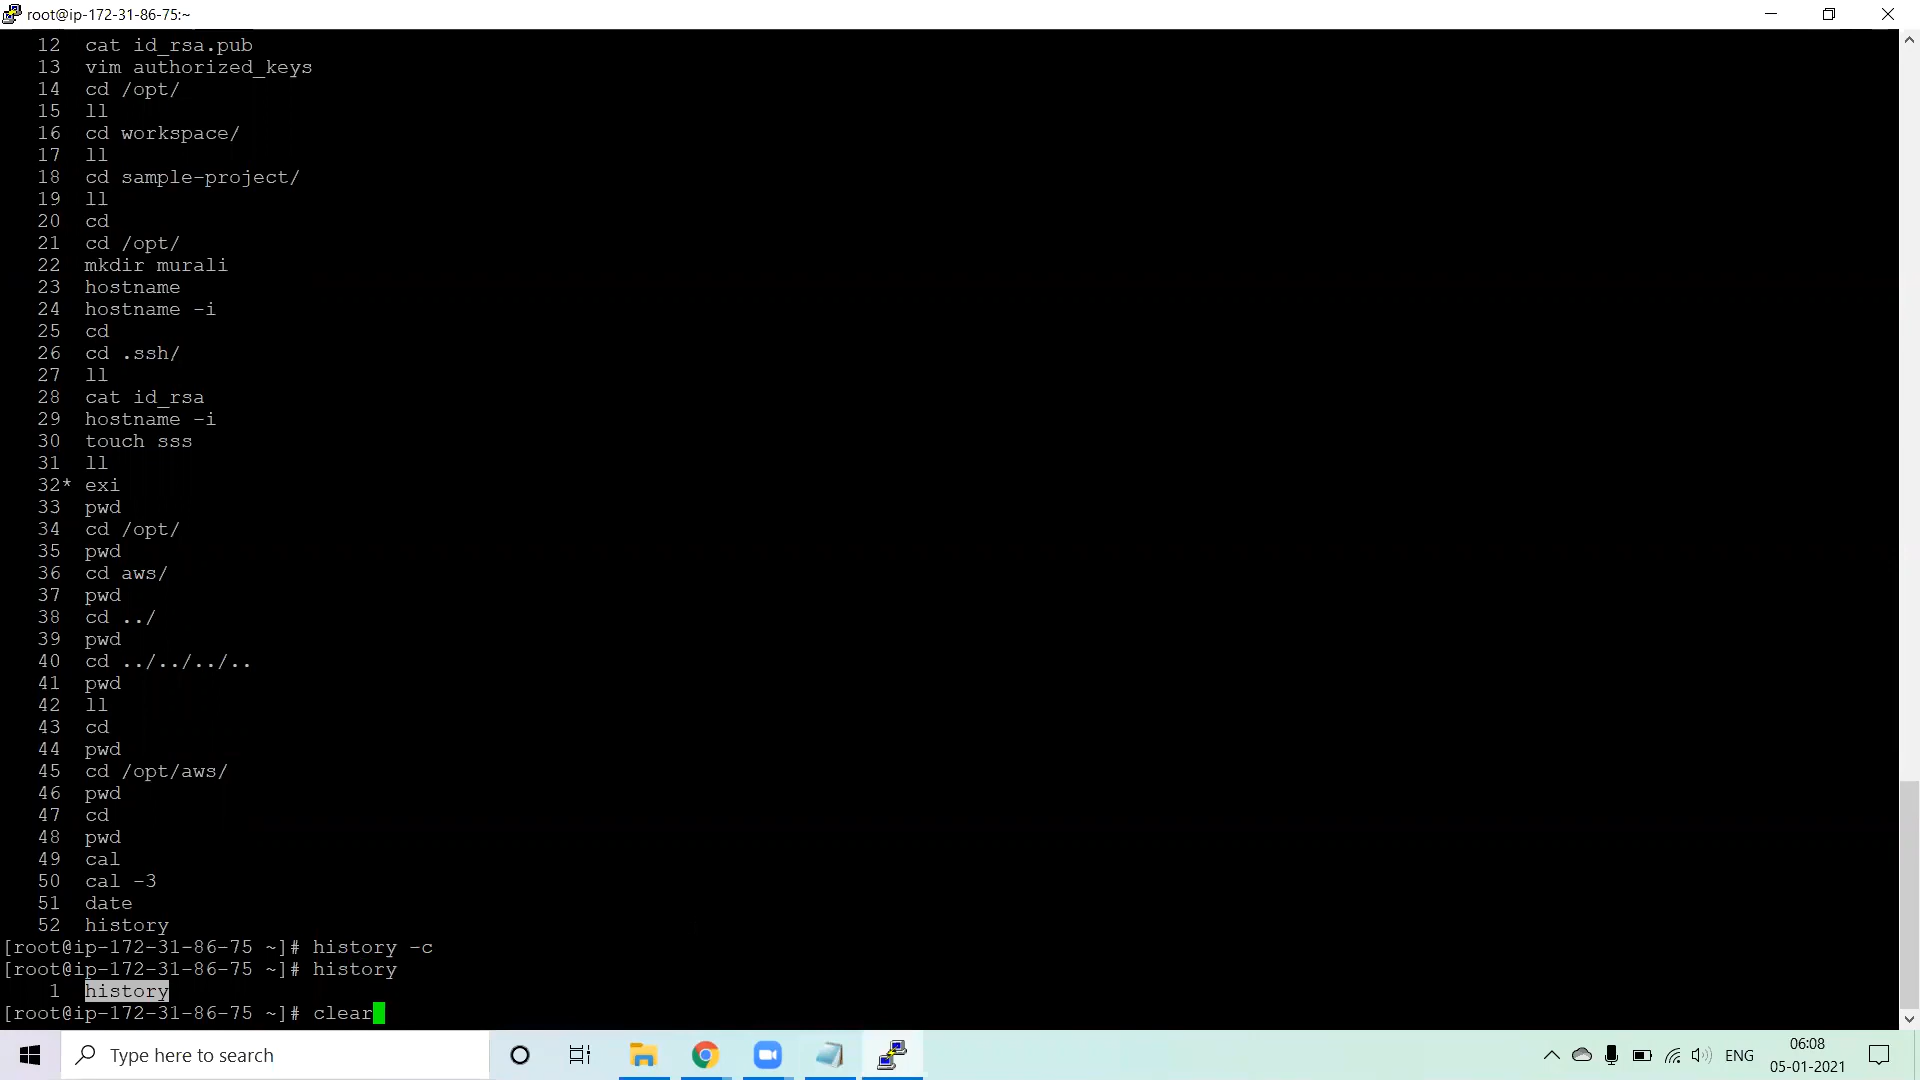 root@ip-172-31-86-75:~
12 cat id_rsa.pub
13 vim authorized_keys
14 cd /opt/
15 ll
16 cd workspace/
17 ll
18 cd sample-project/
19 ll
20 cd
21 cd /opt/
22 mkdir murali
23 hostname
24 hostname -i
25 cd
26 cd .ssh/
27 ll
28 cat id_rsa
29 hostname -i
30 touch sss
31 ll
32* exi
33 pwd
34 cd /opt/
35 pwd
36 cd aws/
37 pwd
38 cd ../
39 pwd
40 cd ../../../..
41 pwd
42 ll
43 cd
44 pwd
45 cd /opt/aws/
46 pwd
47 cd
48 pwd
49 cal
50 cal -3
51 date
52 history
[root@ip-172-31-86-75 ~]# history -c
[root@ip-172-31-86-75 ~]# history
1 history
[root@ip-172-31-86-75 ~]# clear
Type here to search
ENG
06:08
05-01-2021